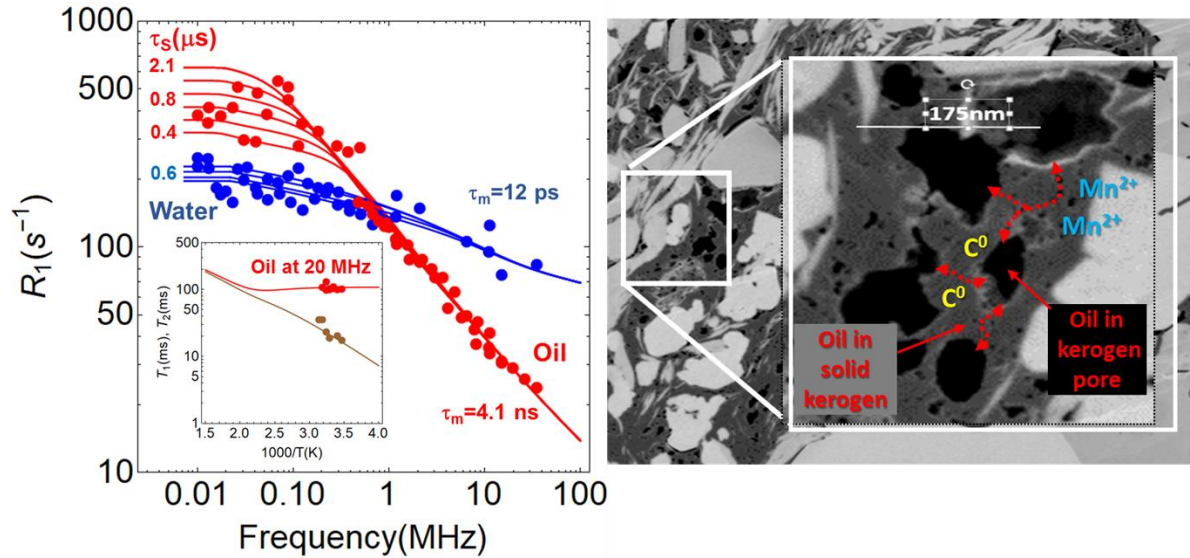 1000
τS(μs)
2.1
500
0.8
0.4
0.6
Water
τm=12 ps
R1(s−1)
100
50
10
Oil
τm=4.1 ns
0.01
0.10
1
10
100
Frequency(MHz)
500
Oil at 20 MHz
100
50
10
5
1
T1(ms), T2(ms)
1.5
2.0
2.5
3.0
3.5
4.0
1000/T(K)
175nm
Mn2+
Mn2+
C0
C0
Oil in
solid
kerogen
Oil in
kerogen
pore